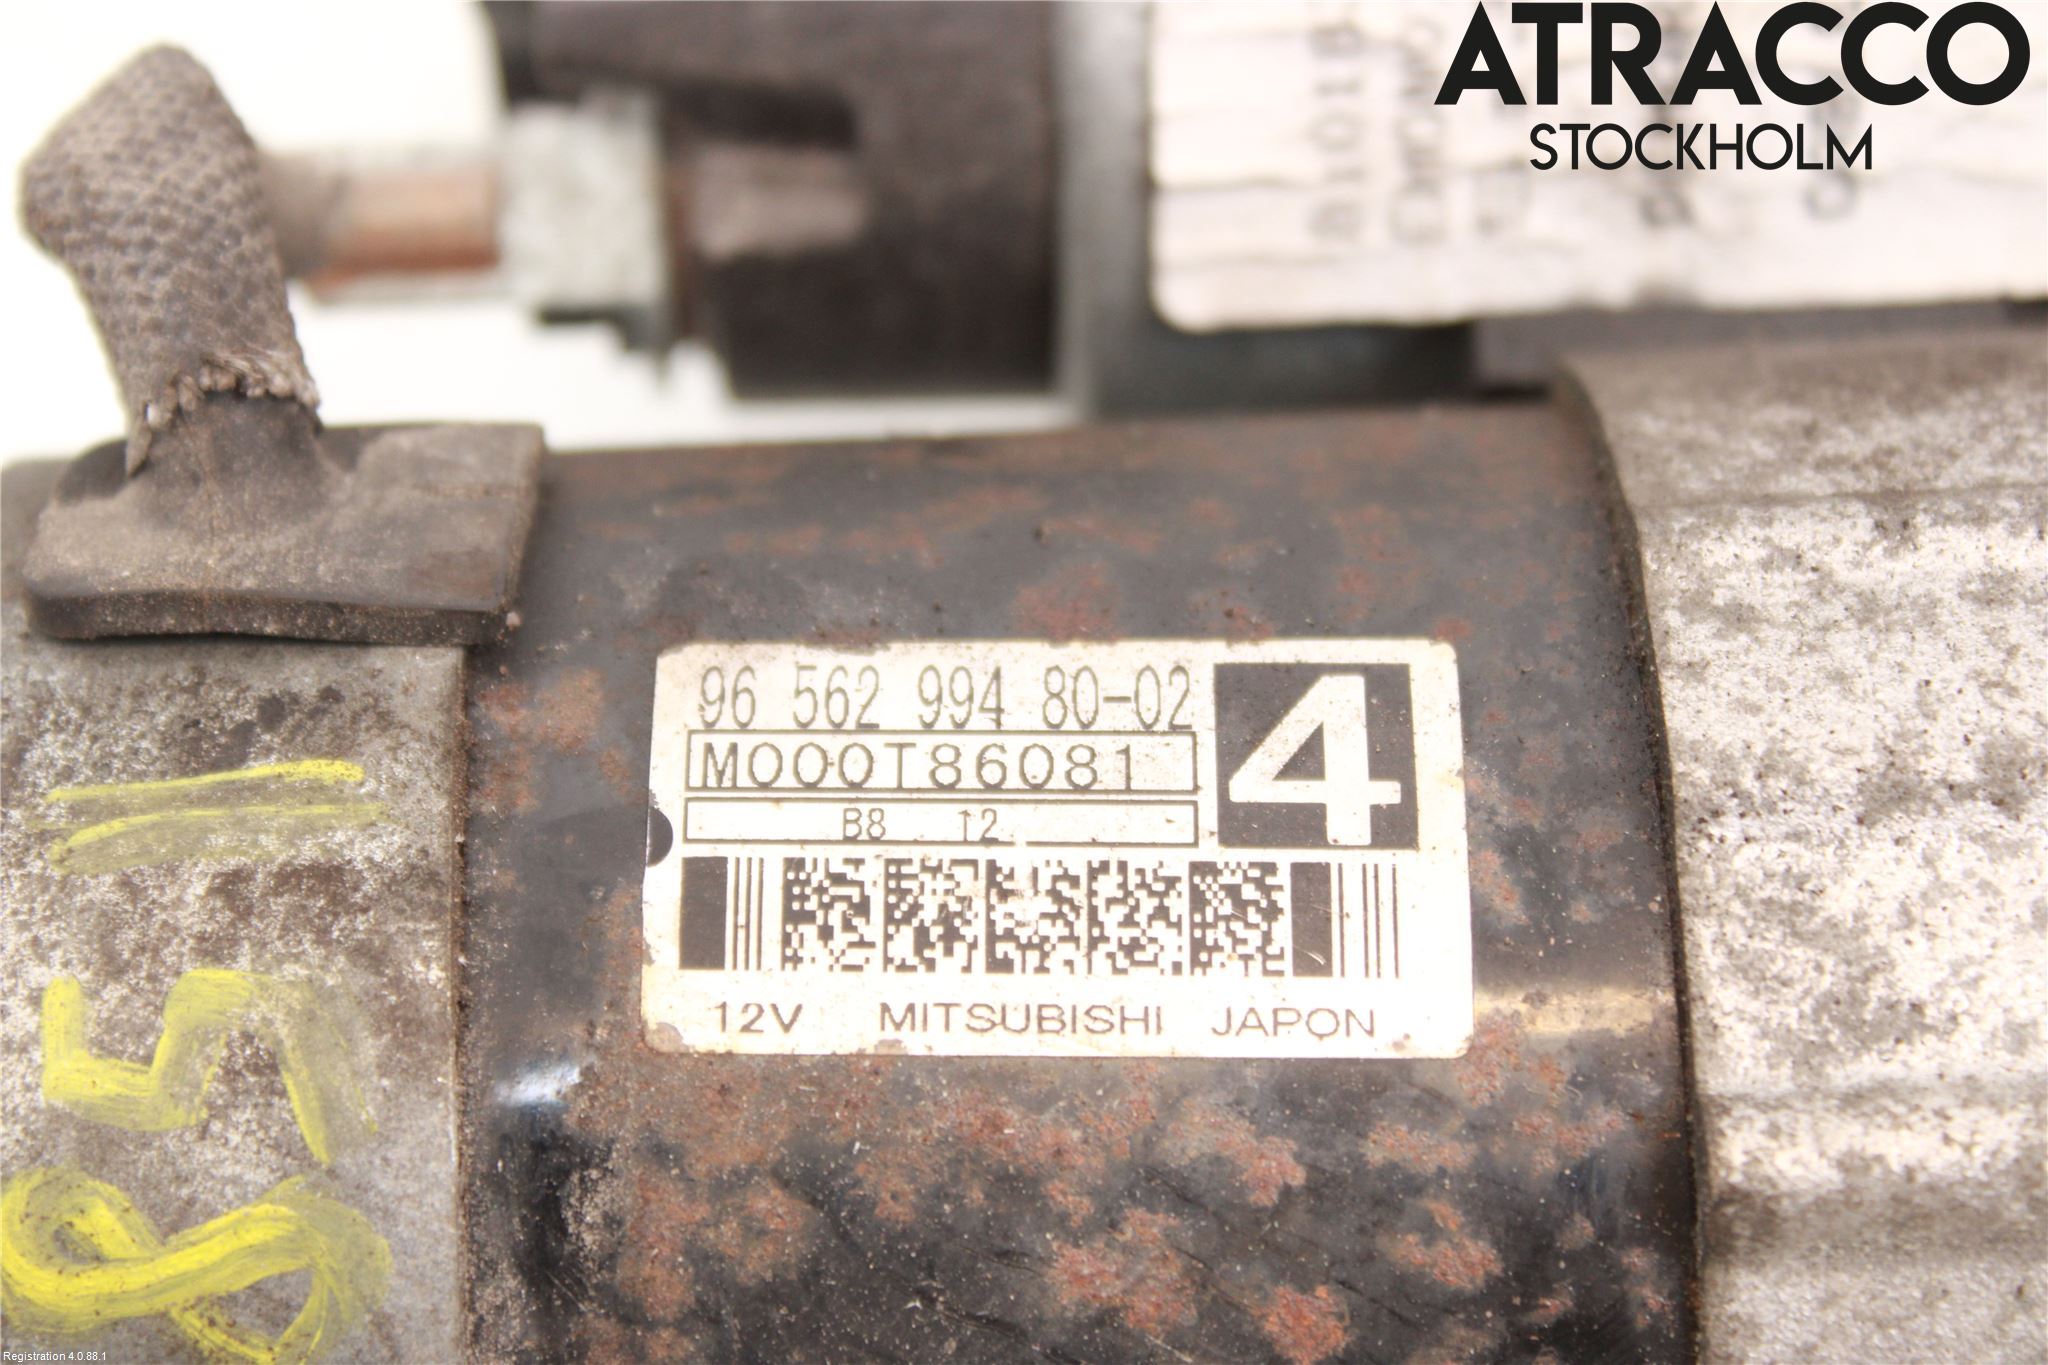 ATRACCO
STOCKHOLM
96 562 994 80-02
M000T86081
4
B8 12
12V MITSUBISHI JAPON
Registration 4.0.88.1